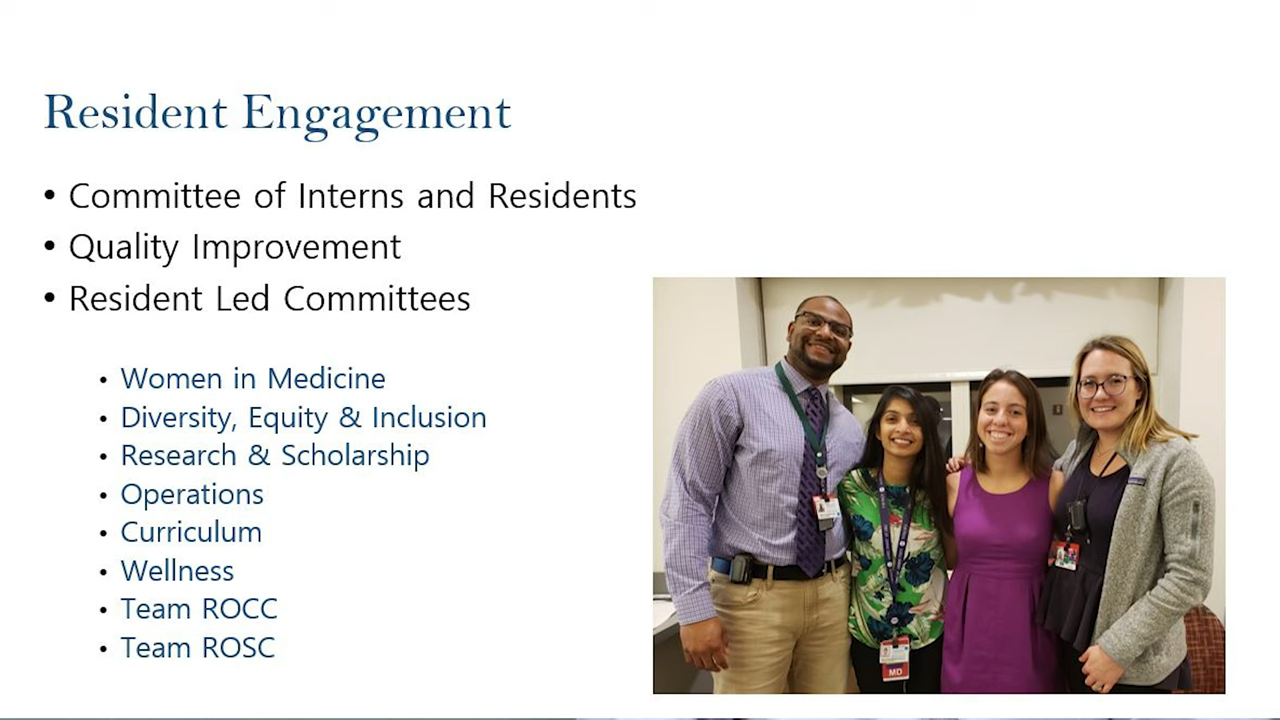 Resident Engagement
• Committee of Interns and Residents
• Quality Improvement
• Resident Led Committees
• Women in Medicine
• Diversity, Equity & Inclusion
• Research & Scholarship
• Operations
• Curriculum
• Wellness
• Team ROCC
• Team ROSC
MD